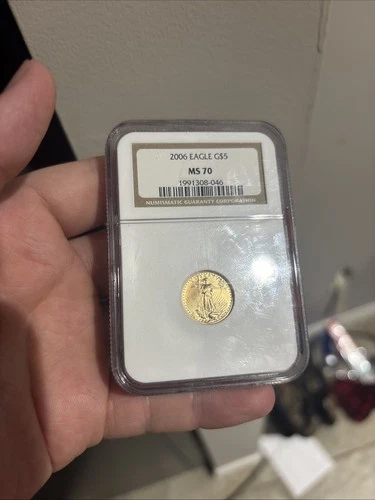 2006 EAGLE G$5
MS 70
1991308-046
NUMISMATIC GUARANTY CORPORATION